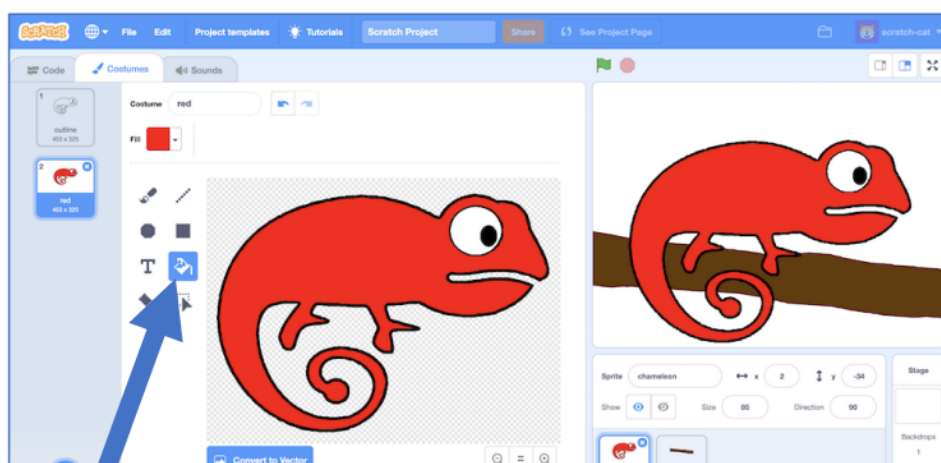 SCRATCH File Edit Project templates Tutorials Scratch Project Share See Project Page scratch-cat
Code Costumes Sounds
1
outline
453 x 325
2
red
453 x 325
Costume red
Fill
T
Convert to Vector
Sprite chameleon x 2 y -34
Show Size 85 Direction 90
Stage
Backdrops
1